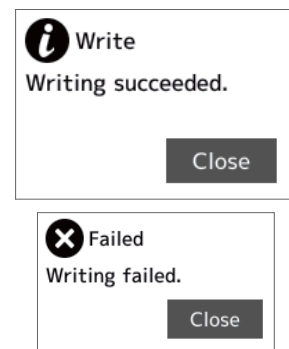 Write
Writing succeeded.
Close
Failed
Writing failed.
Close